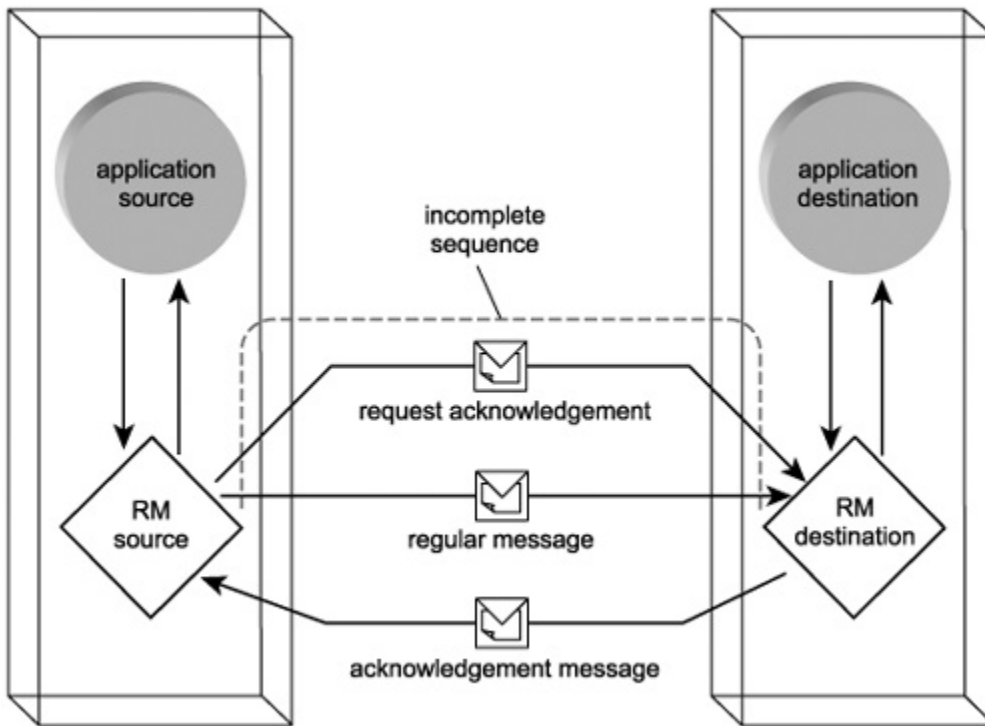 application
source
application
destination
incomplete
sequence
request acknowledgement
RM
source
regular message
RM
destination
acknowledgement message